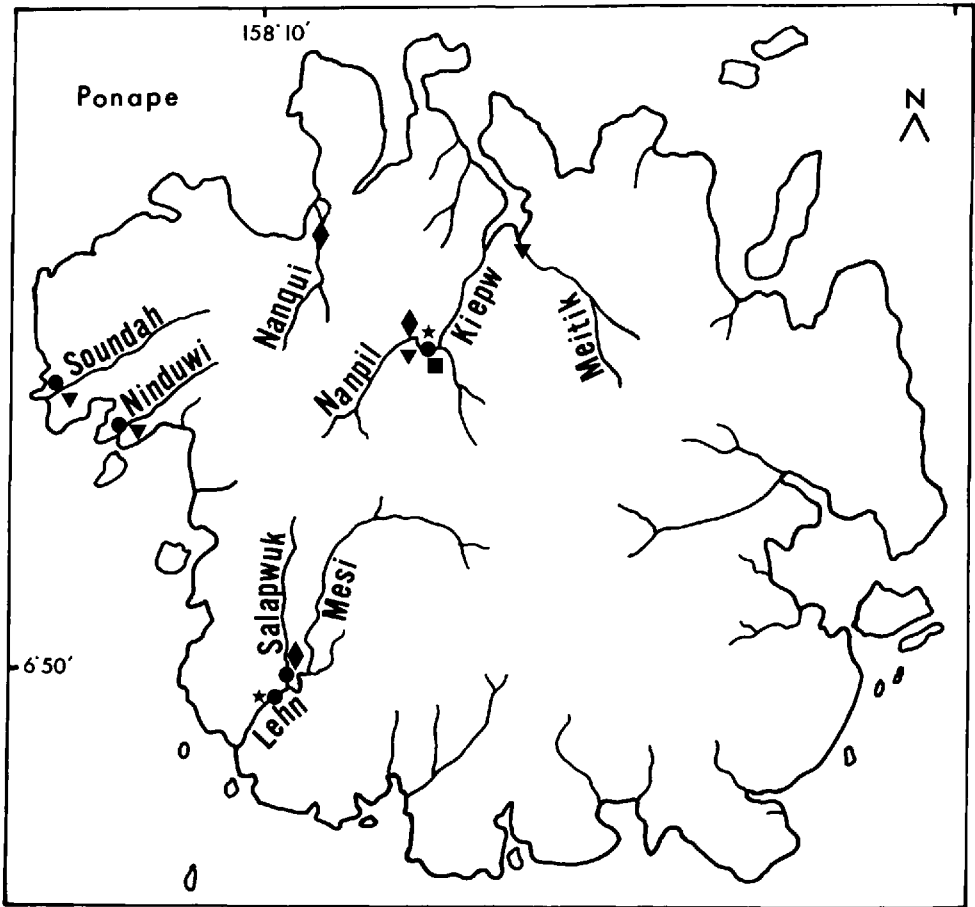 158°10'
Ponape
N
Soundah
Ninduwi
Nanqui
Nanpil
Kiepw
Meitik
Salapwuk
Mesi
6°50'
Lehn